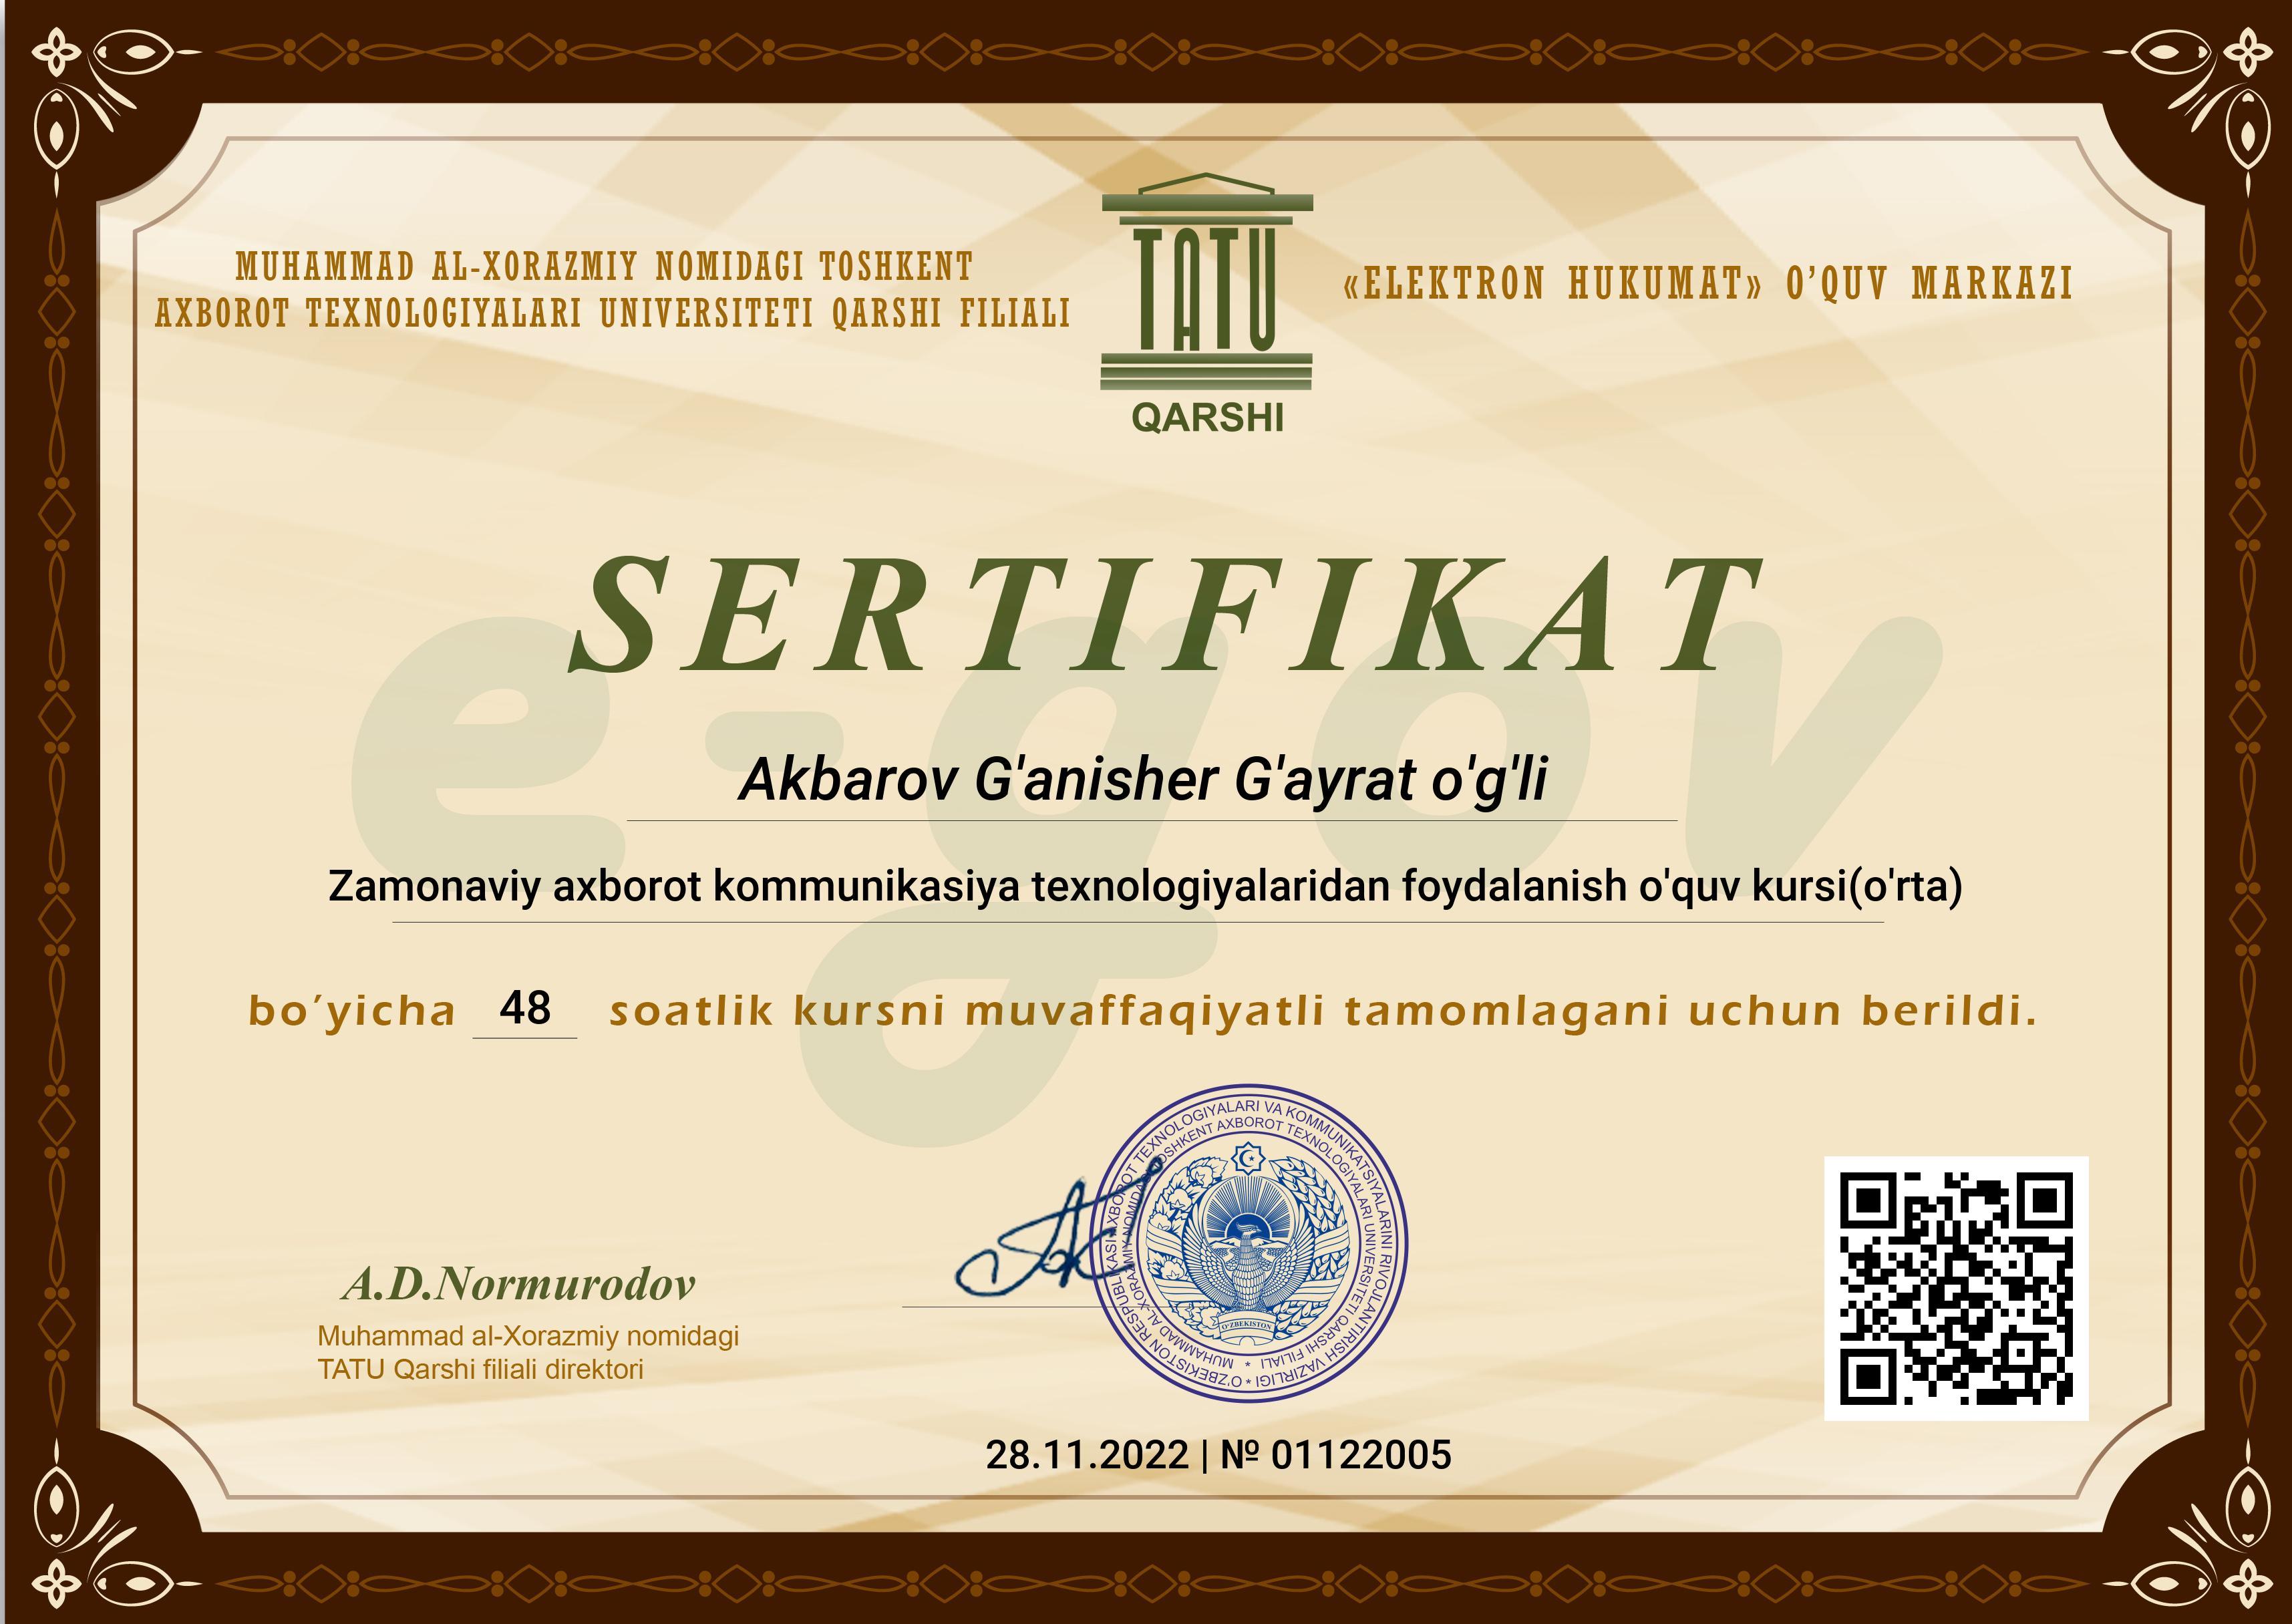 MUHAMMAD AL-XORAZMIY NOMIDAGI TOSHKENT
AXBOROT TEXNOLOGIYALARI UNIVERSITETI QARSHI FILIALI
TATU
QARSHI
«ELEKTRON HUKUMAT» O’QUV MARKAZI
SERTIFIKAT
e-gov
Akbarov G'anisher G'ayrat o'g'li
Zamonaviy axborot kommunikasiya texnologiyalaridan foydalanish o'quv kursi(o'rta)
bo’yicha 48 soatlik kursni muvaffaqiyatli tamomlagani uchun berildi.
O'ZBEKISTON RESPUBLIKASI AXBOROT TEXNOLOGIYALARI VA KOMMUNIKATSIYALARINI RIVOJLANTIRISH VAZIRLIGI *
MUHAMMAD AL-XORAZMIY NOMIDAGI TOSHKENT AXBOROT TEXNOLOGIYALARI UNIVERSITETI QARSHI FILIALI *
O'ZBEKISTON
A.D.Normurodov
Muhammad al-Xorazmiy nomidagi
TATU Qarshi filiali direktori
28.11.2022 | № 01122005